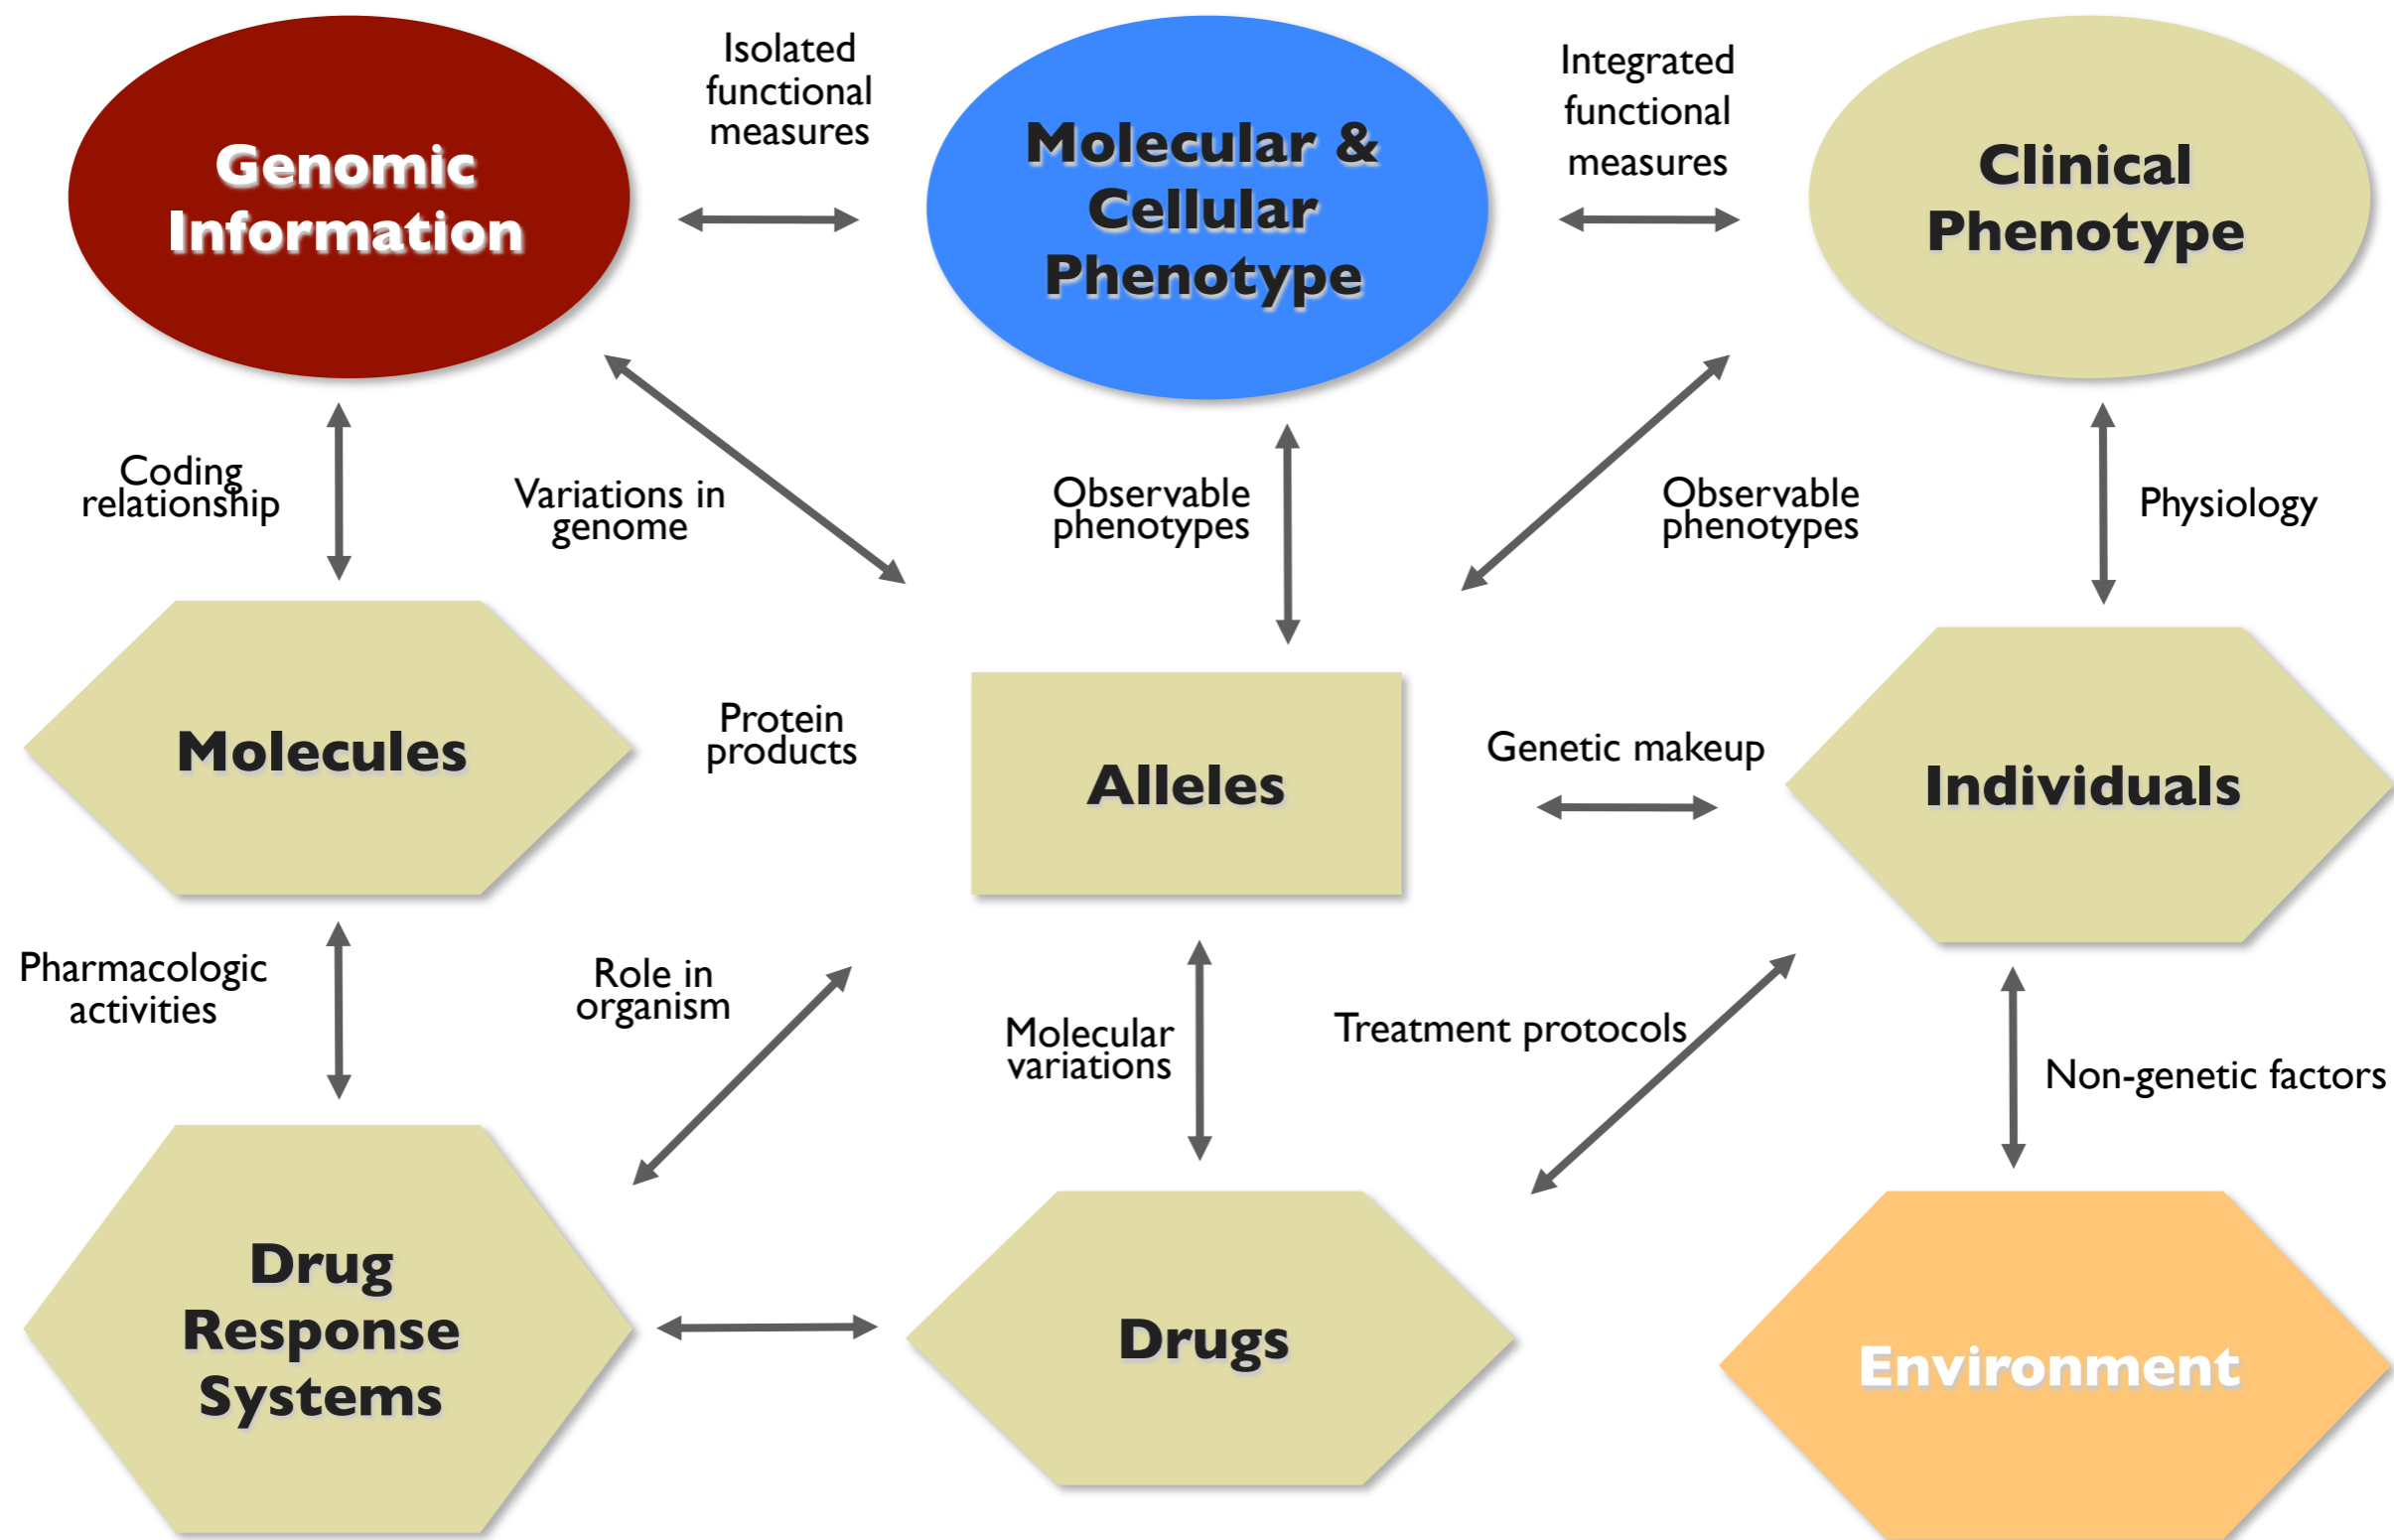 Isolated
functional
measures
Integrated
functional
measures
Genomic
Information
Molecular &
Cellular
Phenotype
Clinical
Phenotype
Coding
relationship
Variations in
genome
Observable
phenotypes
Observable
phenotypes
Physiology
Molecules
Protein
products
Alleles
Genetic makeup
Individuals
Pharmacologic
activities
Role in
organism
Molecular
variations
Treatment protocols
Non-genetic factors
Drug
Response
Systems
Drugs
Environment